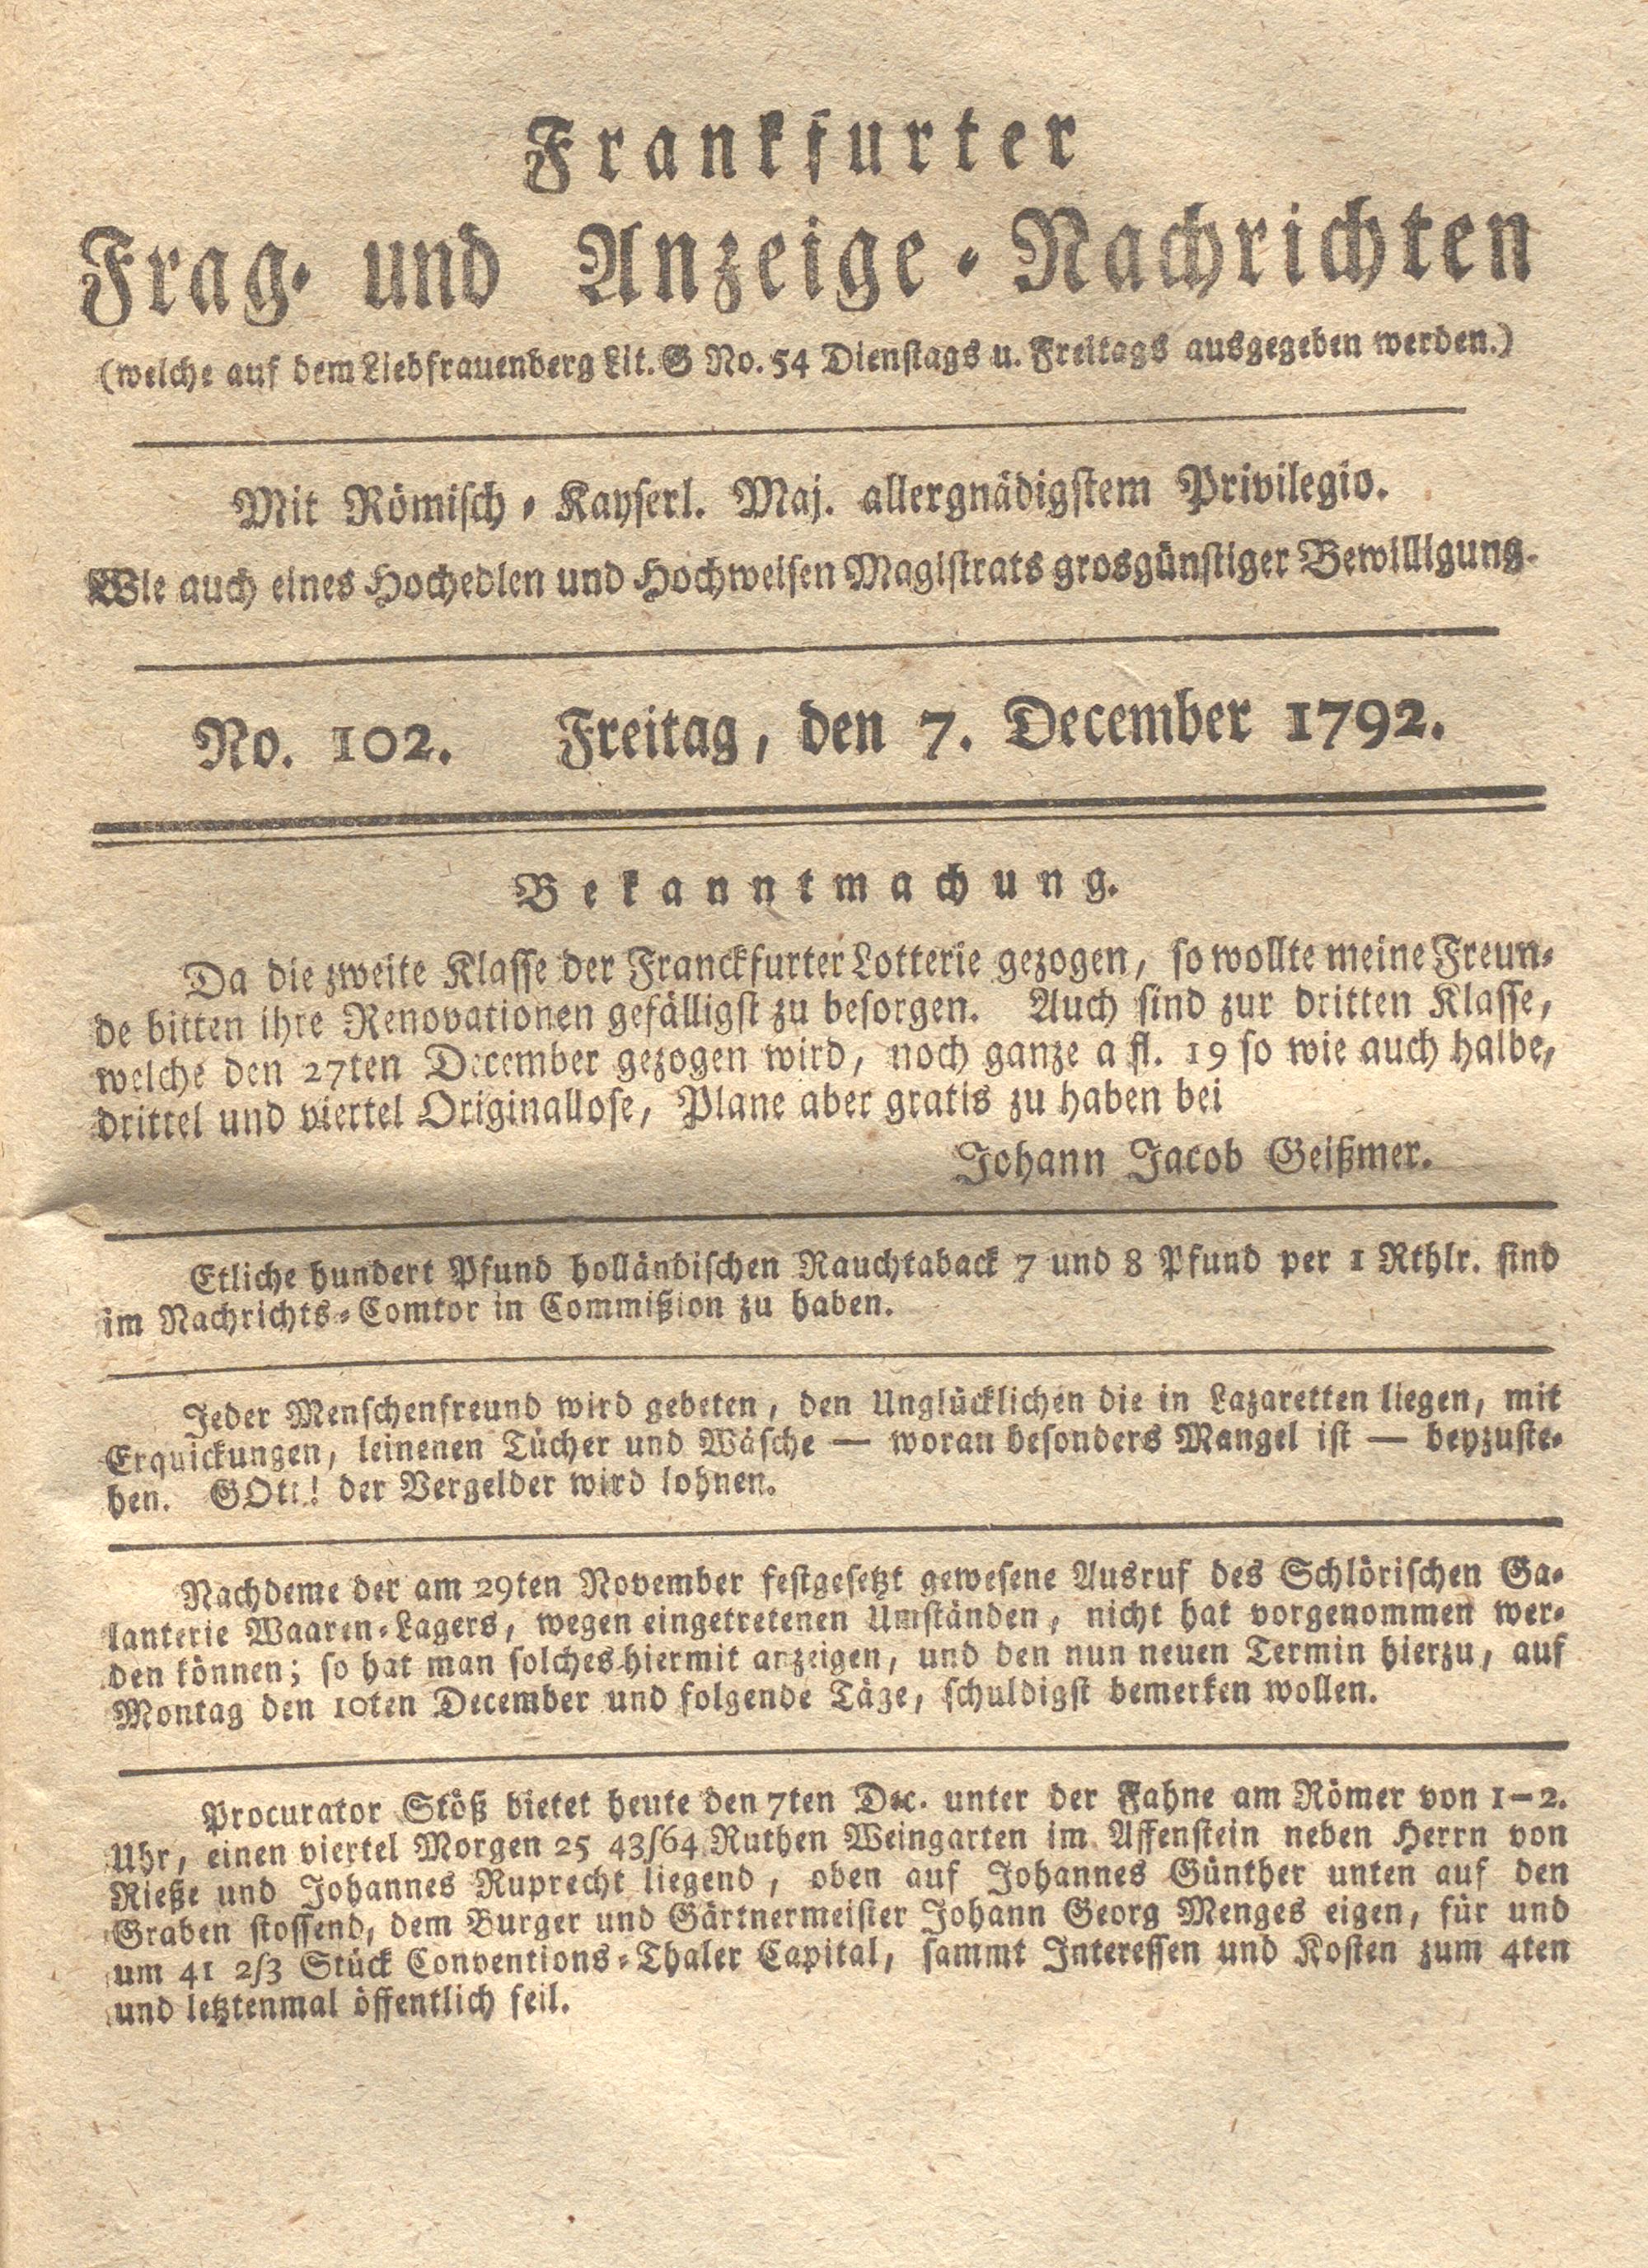 Frankfurter
Frag- und Anzeige-Nachrichten
(welche auf dem Liebfrauenberg Lit. G No. 54 Dienstags u. Freitags ausgegeben werden.)
Mit Römisch-Kayserl. Maj. allergnädigstem Privilegio.
Wie auch eines Hochedlen und Hochweisen Magistrats grosgünstiger Bewilligung.
No. 102. Freitag, den 7. December 1792.
Bekanntmachung.
Da die zweite Klasse der Franckfurter Lotterie gezogen, so wollte meine Freun-
de bitten ihre Renovationen gefälligst zu besorgen. Auch sind zur dritten Klasse,
welche den 27ten December gezogen wird, noch ganze a fl. 19 so wie auch halbe,
drittel und viertel Originallose, Plane aber gratis zu haben bei
Johann Jacob Geißmer.
Etliche hundert Pfund holländischen Rauchtaback 7 und 8 Pfund per 1 Rthlr. sind
im Nachrichts-Comtor in Commißion zu haben.
Jeder Menschenfreund wird gebeten, den Unglücklichen die in Lazaretten liegen, mit
Erquickungen, leinenen Tücher und Wäsche — woran besonders Mangel ist — beyzuste-
hen. GOtt! der Vergelder wird lohnen.
Nachdeme der am 29ten November festgesetzt gewesene Ausruf des Schlörischen Ga-
lanterie Waaren-Lagers, wegen eingetretenen Umständen, nicht hat vorgenommen wer-
den können; so hat man solches hiermit anzeigen, und den nun neuen Termin hierzu, auf
Montag den 10ten December und folgende Täge, schuldigst bemerken wollen.
Procurator Stöß bietet heute den 7ten Dec. unter der Fahne am Römer von 1-2.
Uhr, einen viertel Morgen 25 43/64 Ruthen Weingarten im Affenstein neben Herrn von
Rieße und Johannes Ruprecht liegend, oben auf Johannes Günther unten auf den
Graben stossend, dem Burger und Gärtnermeister Johann Georg Menges eigen, für und
um 41 2/3 Stück Conventions-Thaler Capital, sammt Interessen und Kosten zum 4ten
und letztenmal öffentlich feil.